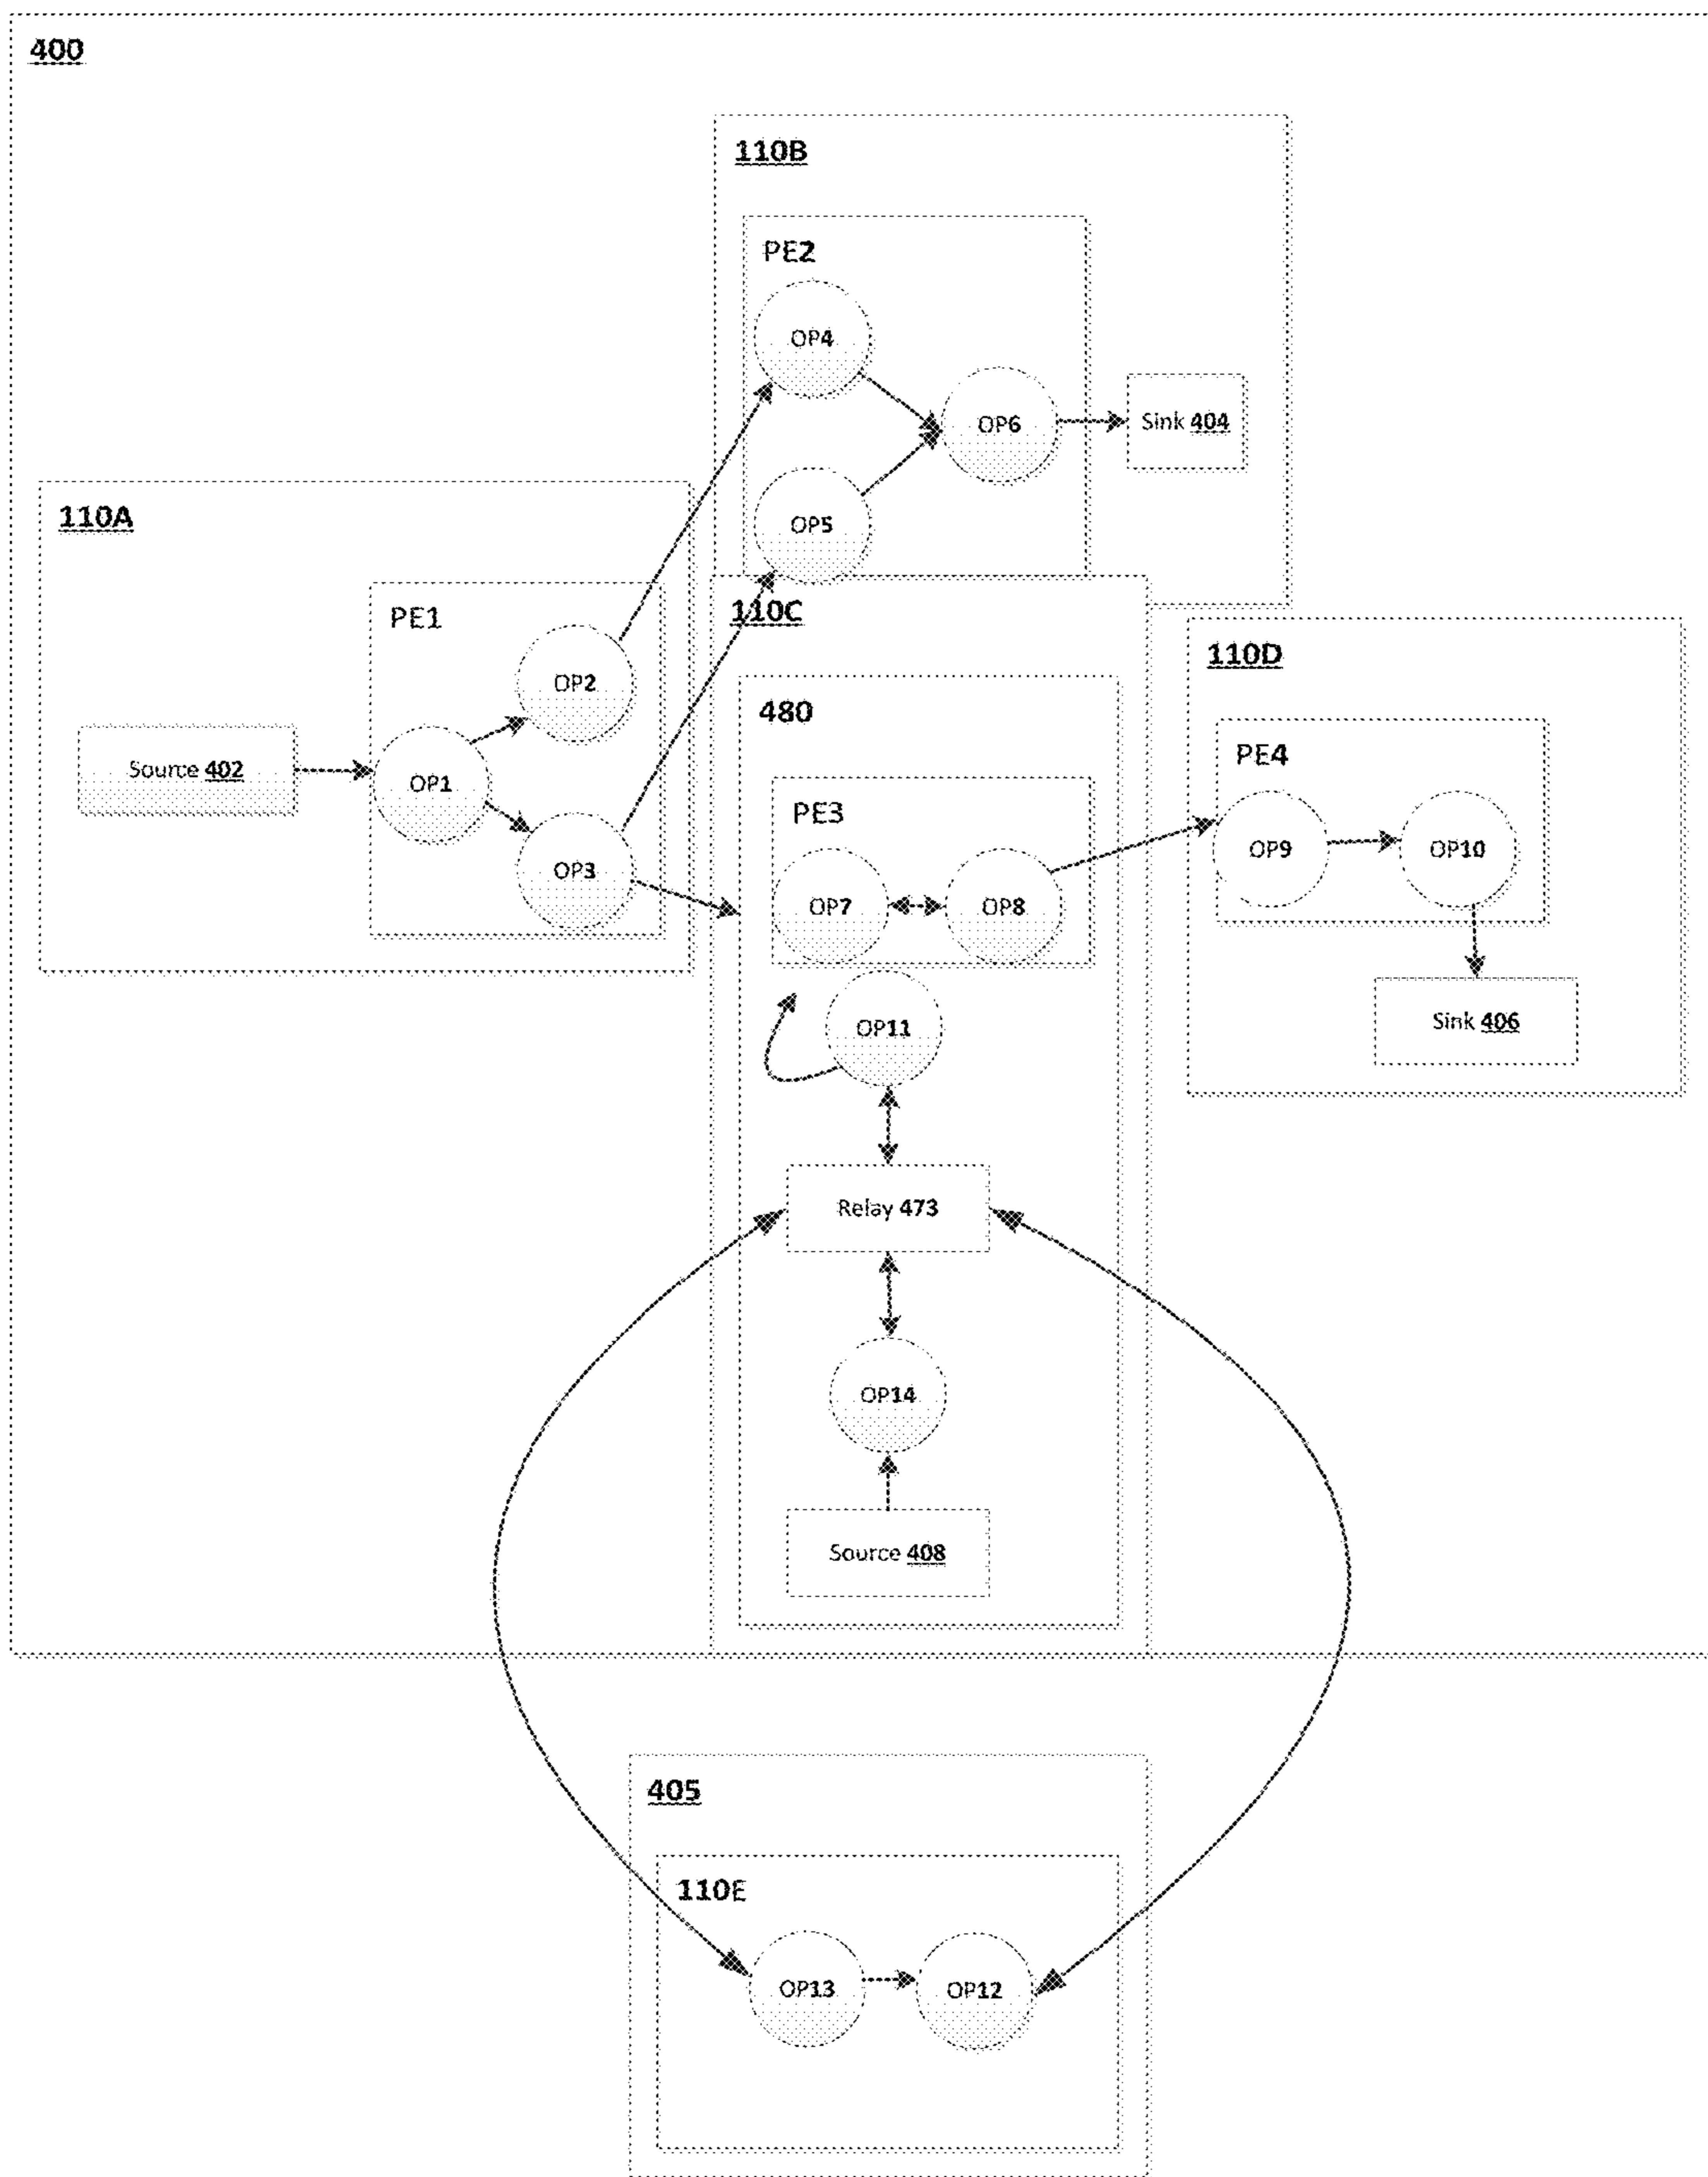 400
110B
PE2
OP4
OP6
Sink 404
OP5
110A
PE1
OP2
Source 402
OP1
OP3
110C
480
PE3
OP7
OP8
110D
PE4
OP9
OP10
Sink 406
OP11
Relay 473
OP14
Source 408
405
110E
OP13
OP12